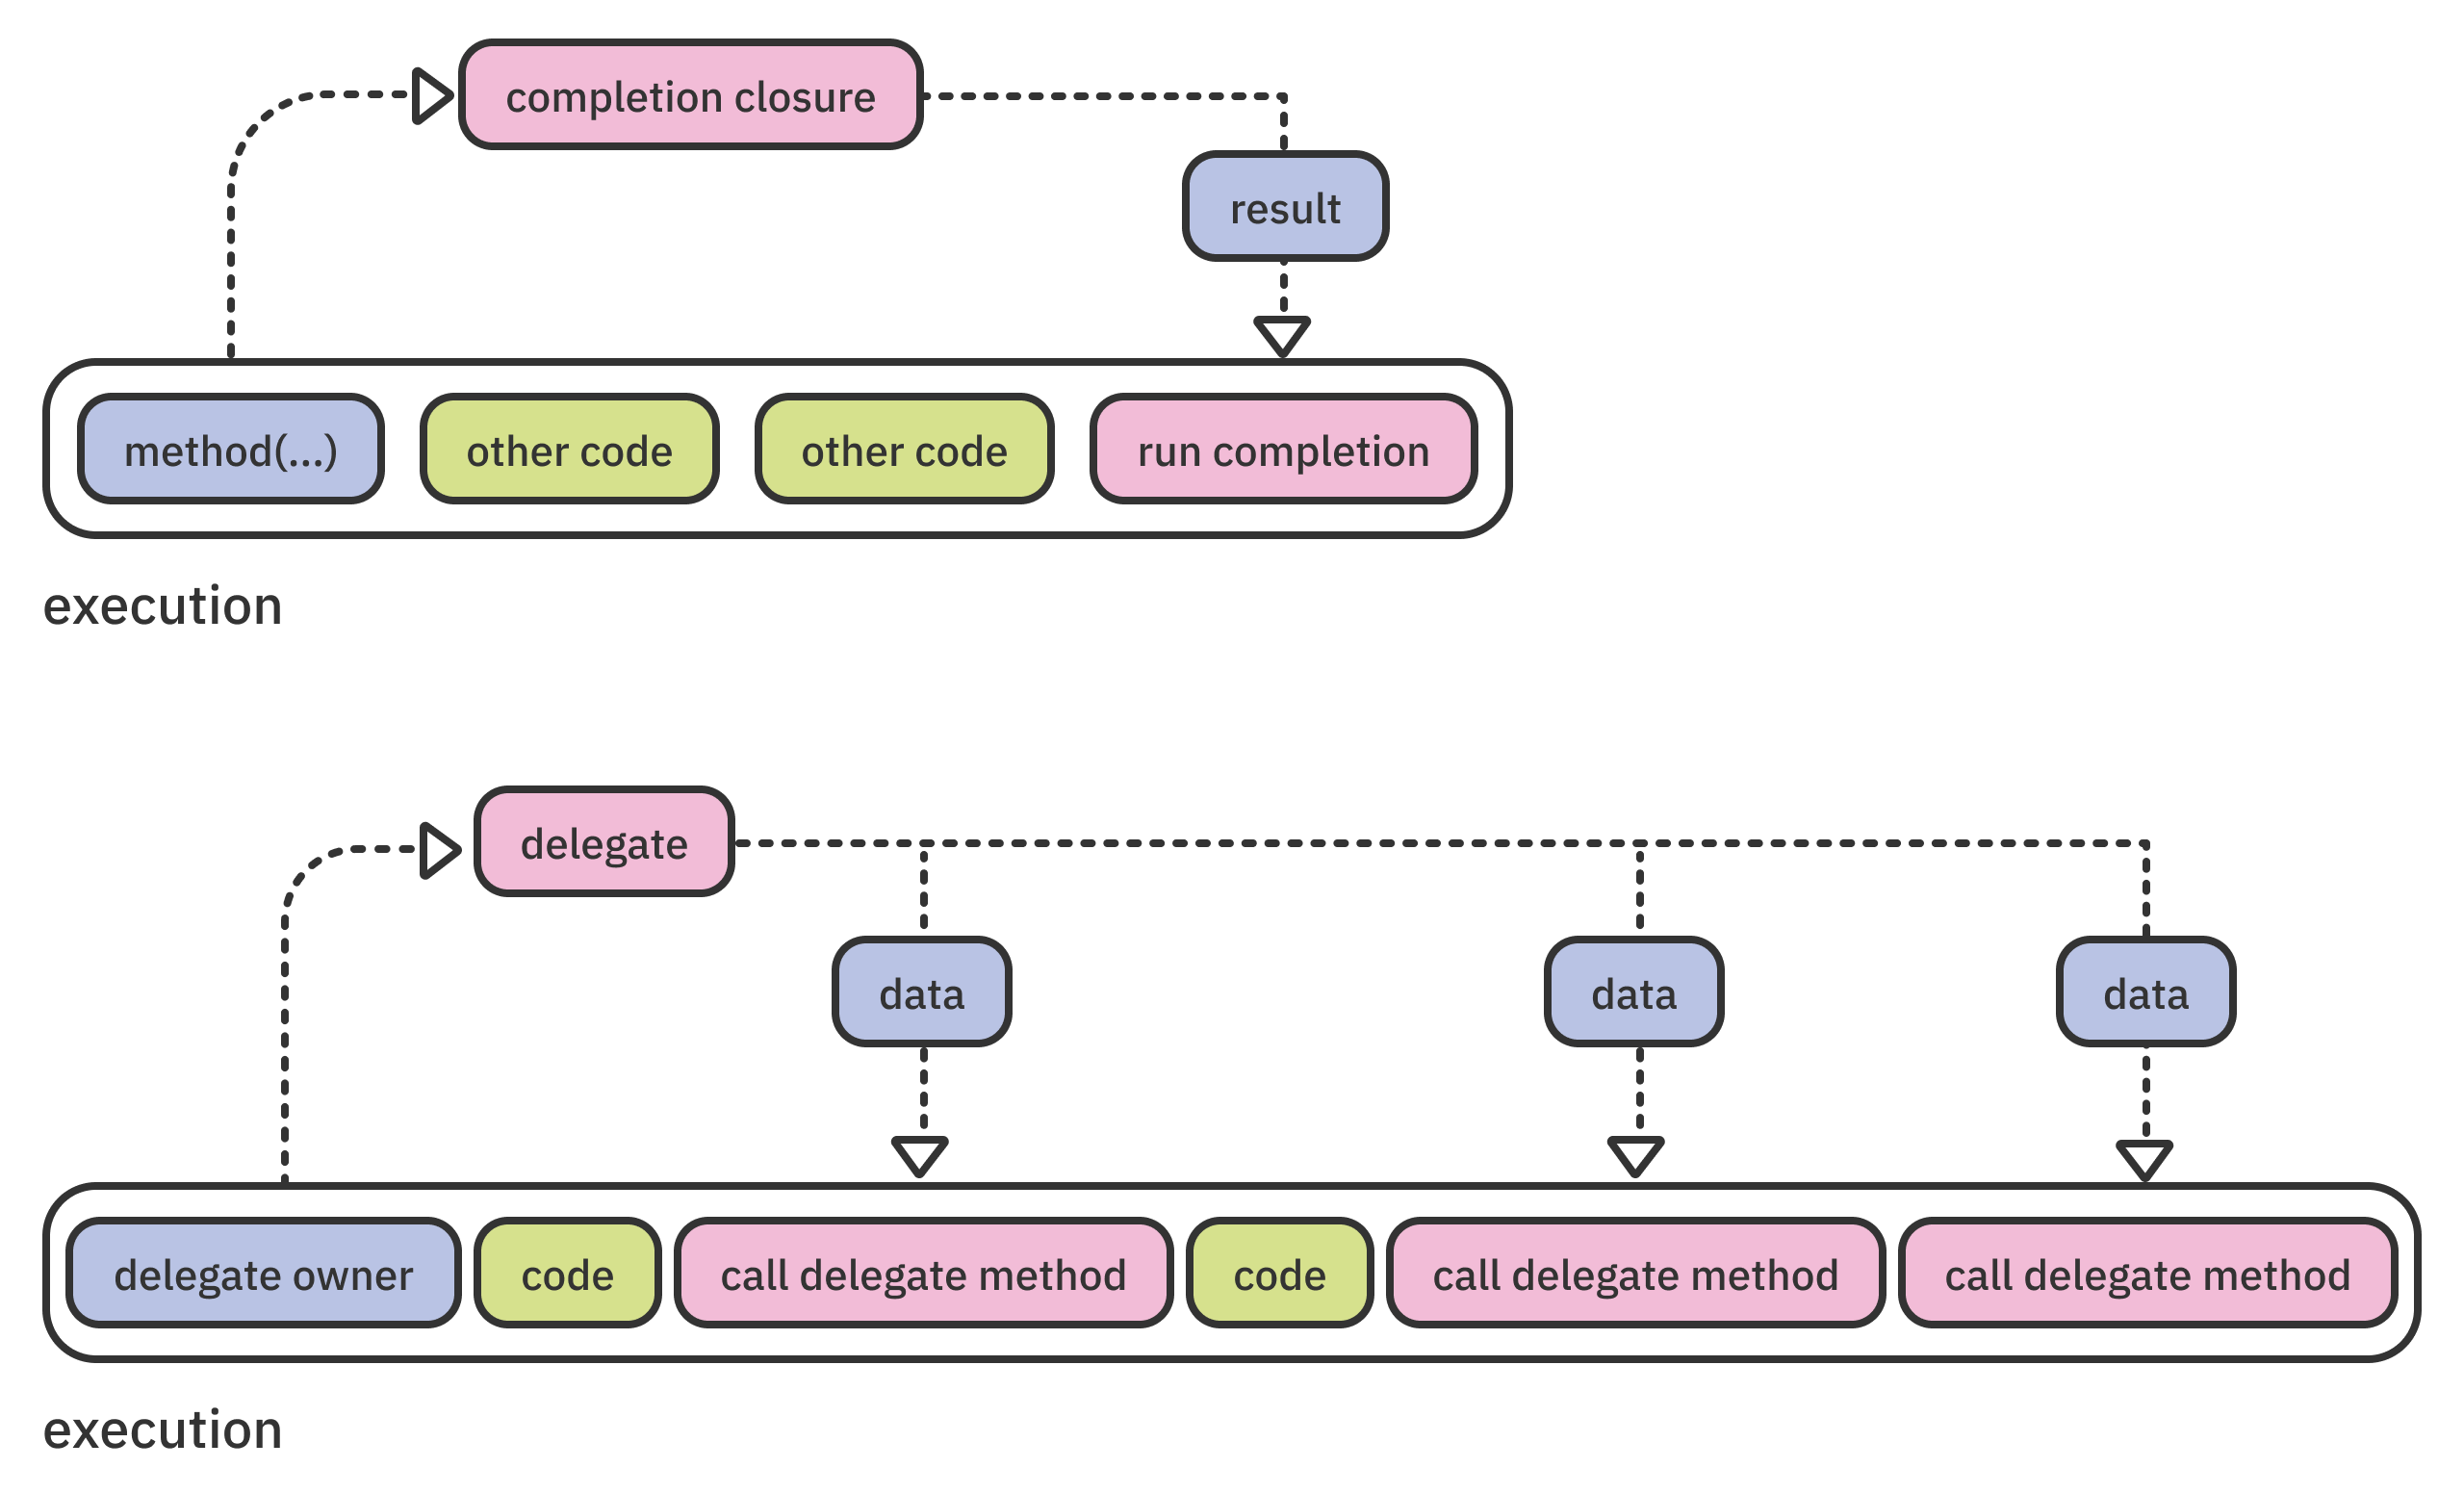 completion closure
result
method(...)
other code
other code
run completion
execution
delegate
data
data
data
delegate owner
code
call delegate method
code
call delegate method
call delegate method
execution